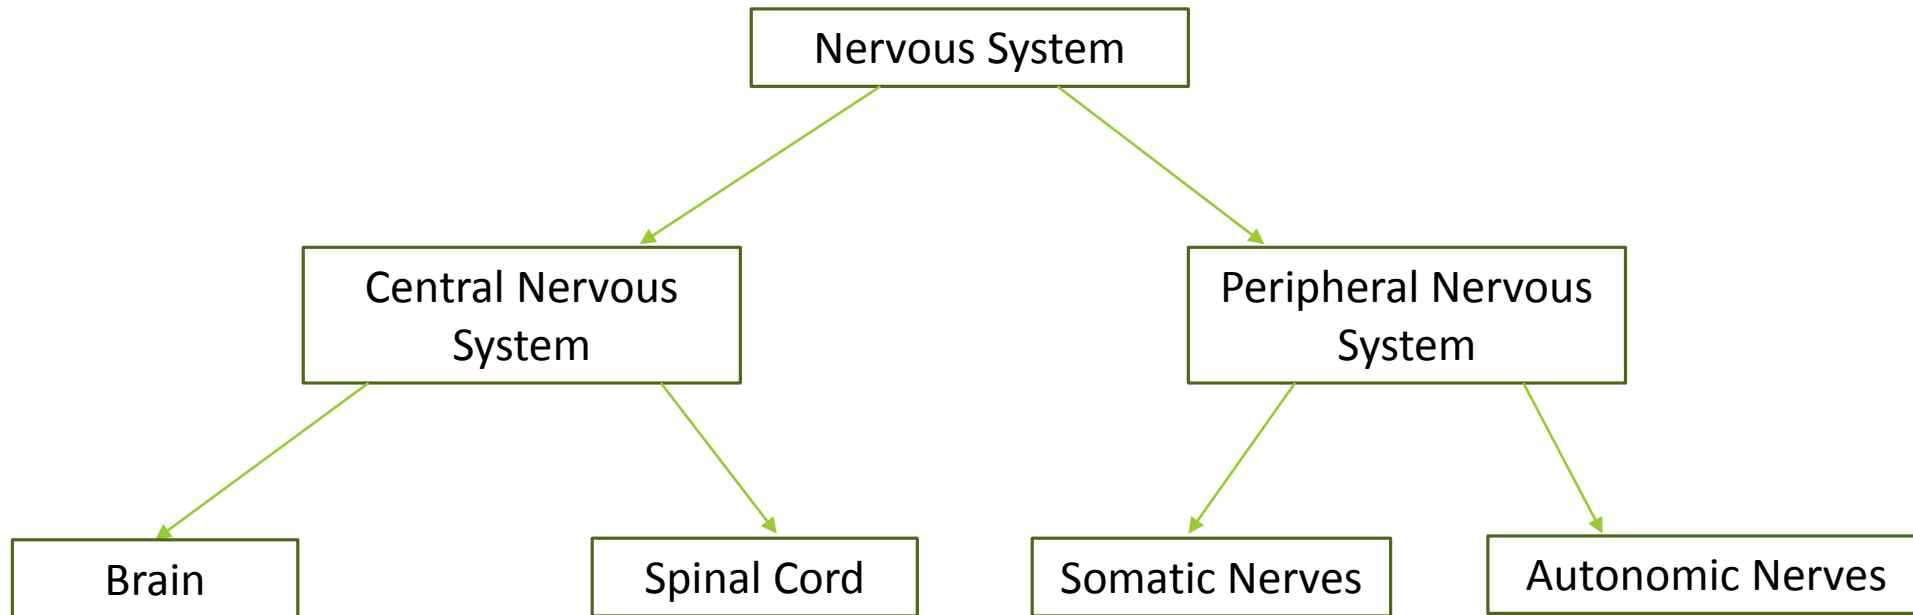 Nervous System
Central Nervous
System
Peripheral Nervous
System
Brain
Spinal Cord
Somatic Nerves
Autonomic Nerves